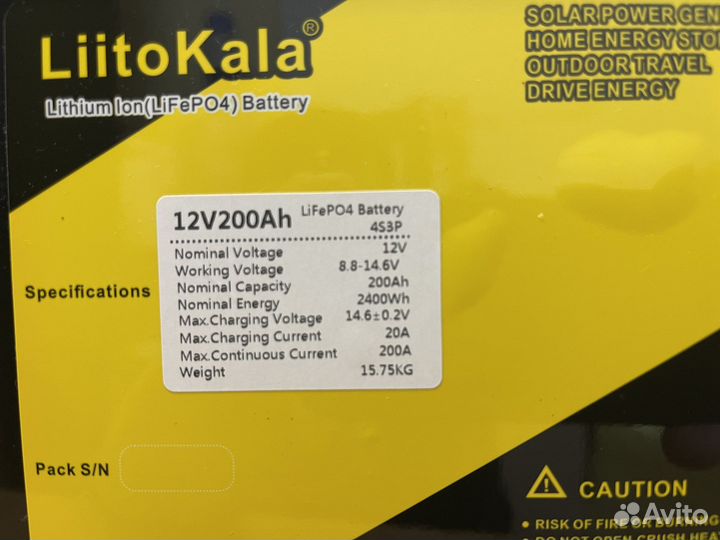 LiitoKala®
Lithium Ion(LiFePO4) Battery
SOLAR POWER GEN
HOME ENERGY STO
OUTDOOR TRAVEL
DRIVE ENERGY
Specifications
12V200Ah LiFePO4 Battery
4S3P
Nominal Voltage 12V
Working Voltage 8.8-14.6V
Nominal Capacity 200Ah
Nominal Energy 2400Wh
Max.Charging Voltage 14.6±0.2V
Max.Charging Current 20A
Max.Continuous Current 200A
Weight 15.75KG
Pack S/N
CAUTION
• RISK OF FIRE OR BURNING
• DO NOT OPEN CRUSH HEA
Avito